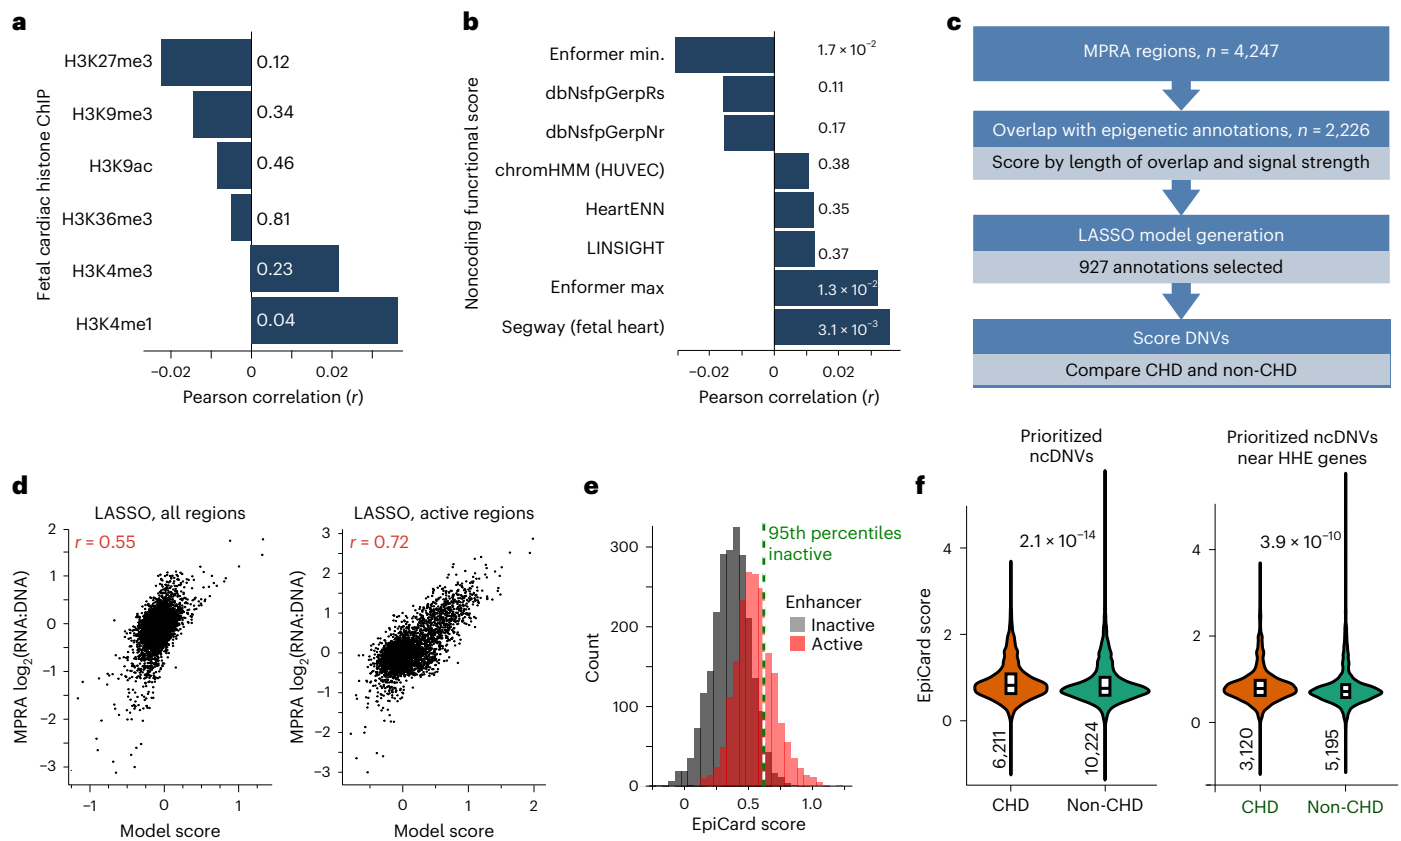 a
Fetal cardiac histone ChIP
H3K27me3
0.12
H3K9me3
0.34
H3K9ac
0.46
H3K36me3
0.81
H3K4me3
0.23
H3K4me1
0.04
−0.02
0
0.02
Pearson correlation (r)
b
Noncoding funcrtional score
Enformer min.
1.7 × 10−2
dbNsfpGerpRs
0.11
dbNsfpGerpNr
0.17
chromHMM (HUVEC)
0.38
HeartENN
0.35
LINSIGHT
0.37
Enformer max
1.3 × 10−2
Segway (fetal heart)
3.1 × 10−3
−0.02
0
0.02
Pearson correlation (r)
c
MPRA regions, n = 4,247
Overlap with epigenetic annotations, n = 2,226
Score by length of overlap and signal strength
LASSO model generation
927 annotations selected
Score DNVs
Compare CHD and non-CHD
d
LASSO, all regions
r = 0.55
MPRA log2(RNA:DNA)
2
1
0
−1
−2
−3
−1
0
1
Model score
LASSO, active regions
r = 0.72
MPRA log2(RNA:DNA)
3
2
1
0
−1
−2
−3
0
1
2
Model score
e
95th percentiles
inactive
Enhancer
Inactive
Active
Count
300
200
100
0
0
0.5
1.0
EpiCard score
f
Prioritized
ncDNVs
2.1 × 10−14
EpiCard score
4
2
0
6,211
10,224
CHD
Non-CHD
Prioritized ncDNVs
near HHE genes
3.9 × 10−10
4
2
0
3,120
5,195
CHD
Non-CHD